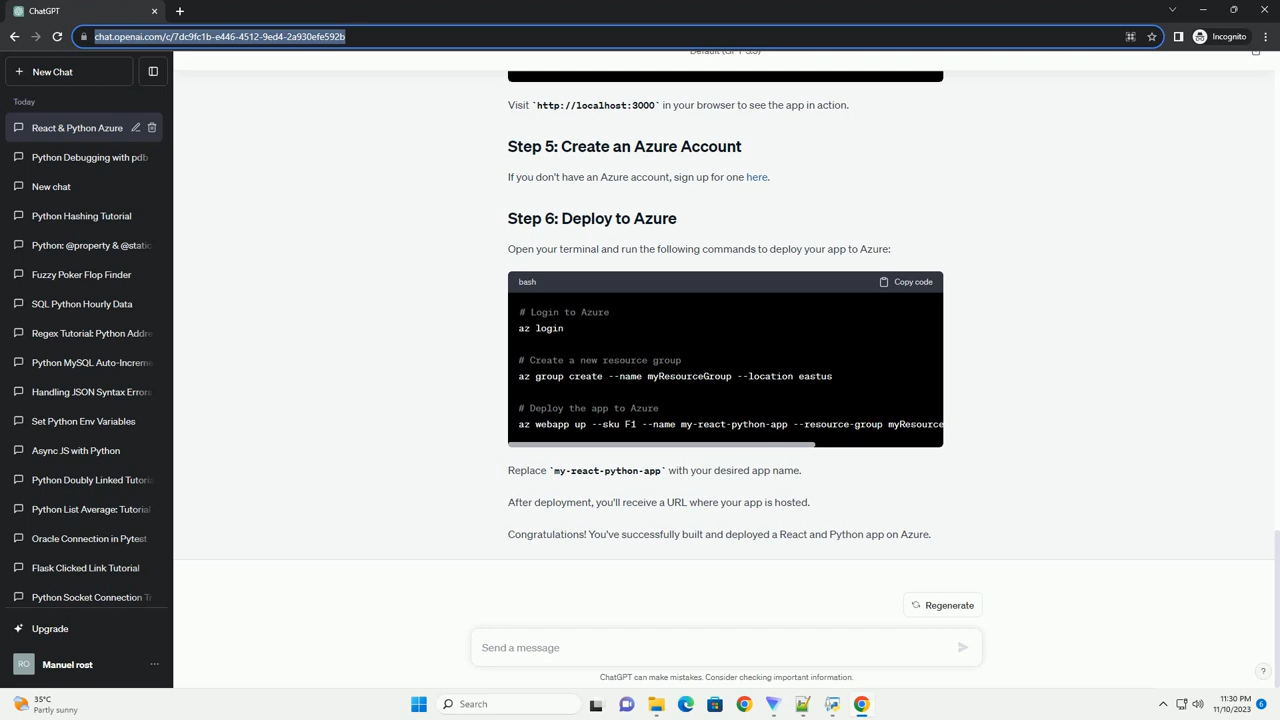 ChatGPT
chat.openai.com/c/7dc9fc1b-e446-4512-9ed4-2a930efe592b
Incognito
New Chat
Default (GPT-3.5)
Today
React & Python Azure
Python Debugging with pdb
New chat
Python Hashing Tutorial
Python: @property & @static
Fuzzy Poker Flop Finder
SQL Python Hourly Data
Regex Tutorial: Python Addre
Python MySQL Auto-Increme
Handling JSON Syntax Errors
Set Python Env Variables
Async JS with Python
Python Doubly Linked Tutoria
Python List Average: Tutorial
Oracle Connection in Pytest
Flask Clicked Tutorial
Python Socket Connection Tr
Upgrade
RO Manuel rost
Visit `http://localhost:3000` in your browser to see the app in action.
Step 5: Create an Azure Account
If you don't have an Azure account, sign up for one here.
Step 6: Deploy to Azure
Open your terminal and run the following commands to deploy your app to Azure:
bash Copy code
# Login to Azure
az login
# Create a new resource group
az group create --name myResourceGroup --location eastus
# Deploy the app to Azure
az webapp up --sku F1 --name my-react-python-app --resource-group myResource
Replace `my-react-python-app` with your desired app name.
After deployment, you'll receive a URL where your app is hosted.
Congratulations! You've successfully built and deployed a React and Python app on Azure.
Regenerate
Send a message
ChatGPT can make mistakes. Consider checking important information.
?
35°C
Partly sunny
Search
11:30 PM
11/10/2023
6